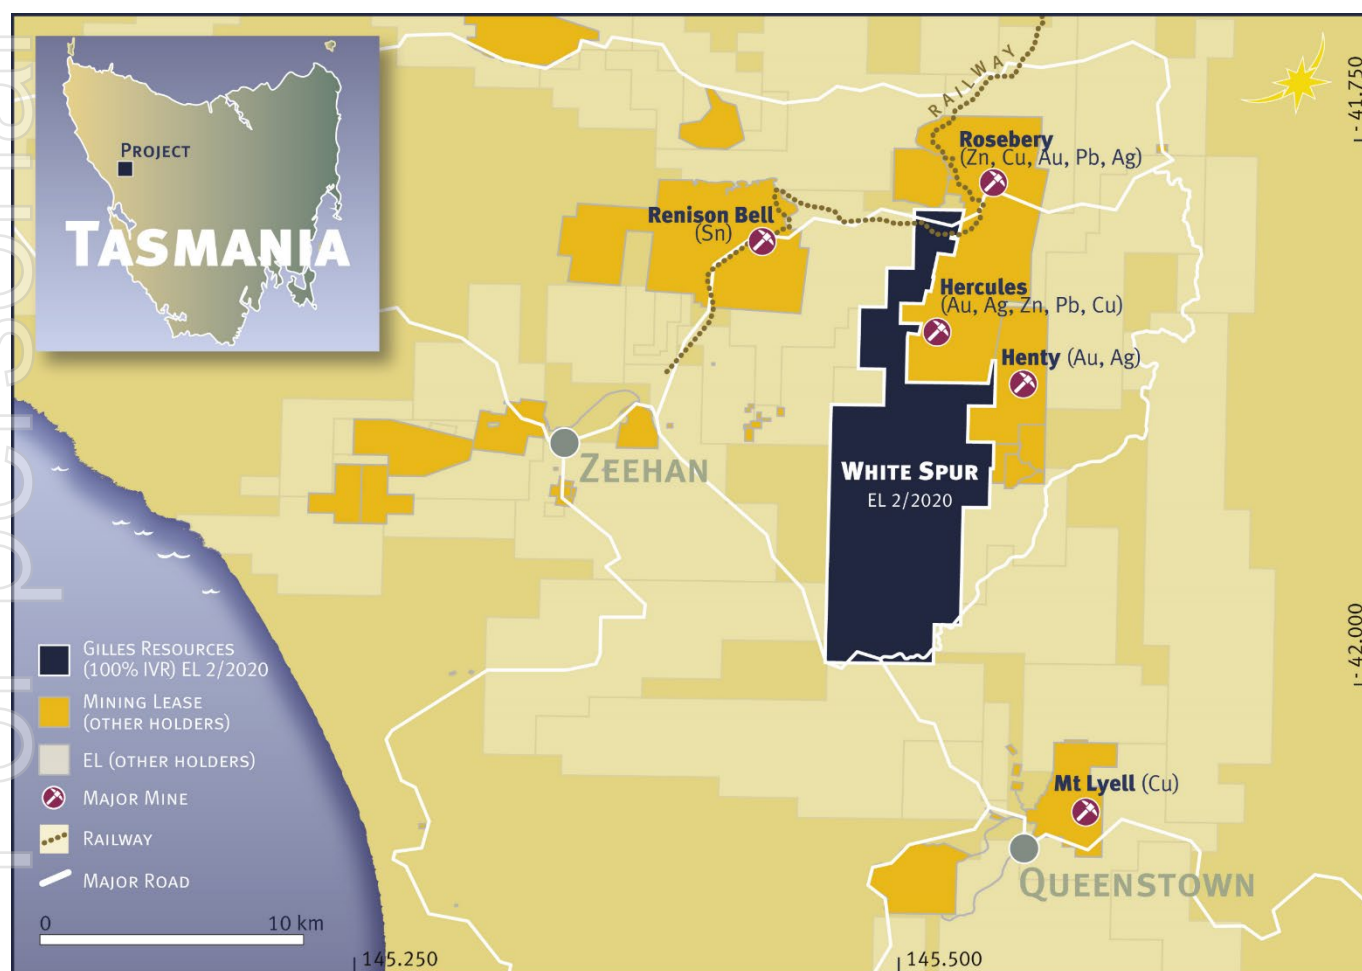 PROJECT
TASMANIA
RAILWAY
Rosebery
(Zn, Cu, Au, Pb, Ag)
Renison Bell
(Sn)
Hercules
(Au, Ag, Zn, Pb, Cu)
Henty (Au, Ag)
ZEEHAN
WHITE SPUR
EL 2/2020
Mt Lyell (Cu)
QUEENSTOWN
GILLES RESOURCES
(100% IVR) EL 2/2020
MINING LEASE
(OTHER HOLDERS)
EL (OTHER HOLDERS)
MAJOR MINE
RAILWAY
MAJOR ROAD
0 10 km
145.250
145.500
-41.750
-42.000
or personal